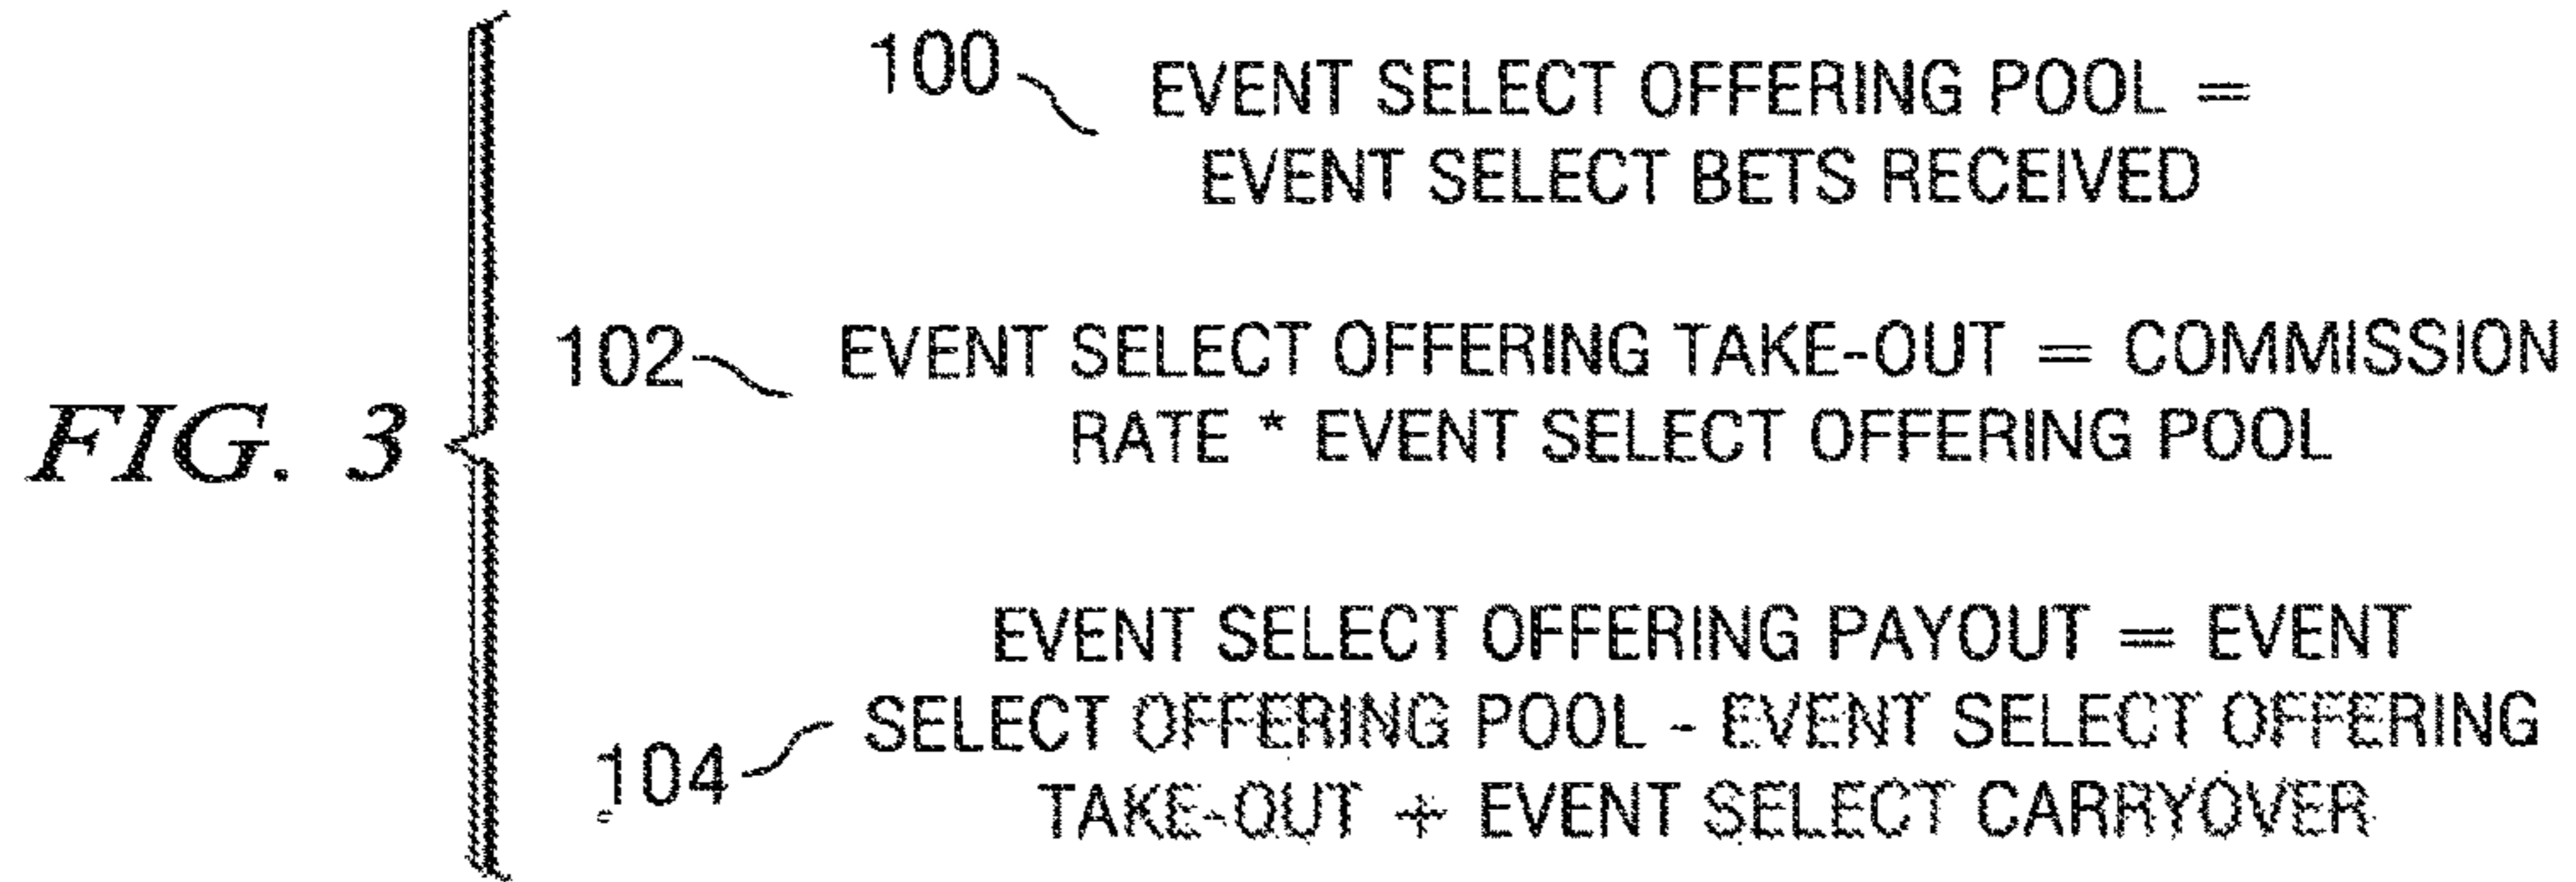 100
EVENT SELECT OFFERING POOL =
EVENT SELECT BETS RECEIVED
102
EVENT SELECT OFFERING TAKE-OUT = COMMISSION
RATE * EVENT SELECT OFFERING POOL
FIG. 3
EVENT SELECT OFFERING PAYOUT = EVENT
SELECT OFFERING POOL - EVENT SELECT OFFERING
104
TAKE-OUT + EVENT SELECT CARRYOVER